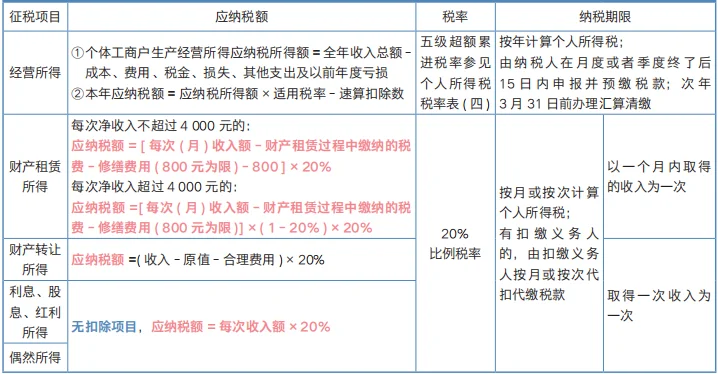 征税项目 应纳税额 税率 纳税期限
经营所得
①个体工商户生产经营所得应纳税所得额=全年收入总额-
成本、费用、税金、损失、其他支出及以前年度亏损
②本年应纳税额=应纳税所得额×适用税率-速算扣除数
五级超额累
进税率参见
个人所得税
税率表(四)
按年计算个人所得税;
由纳税人在月度或者季度终了后
15日内申报并预缴税款;次年
3月31日前办理汇算清缴
财产租赁
所得
每次净收入不超过4 000元的:
应纳税额=[每次(月)收入额-财产租赁过程中缴纳的税
费-修缮费用(800元为限)-800]×20%
每次净收入超过4 000元的:
应纳税额=[每次(月)收入额-财产租赁过程中缴纳的税
费-修缮费用(800元为限)]×(1-20%)×20%
20%
比例税率
按月或按次计算
个人所得税;
有扣缴义务人
的,由扣缴义务
人按月或按次代
扣代缴税款
以一个月内取得
的收入为一次
财产转让
所得
应纳税额=(收入-原值-合理费用)×20%
取得一次收入为
一次
利息、股
息、红利
所得
无扣除项目,应纳税额=每次收入额×20%
偶然所得